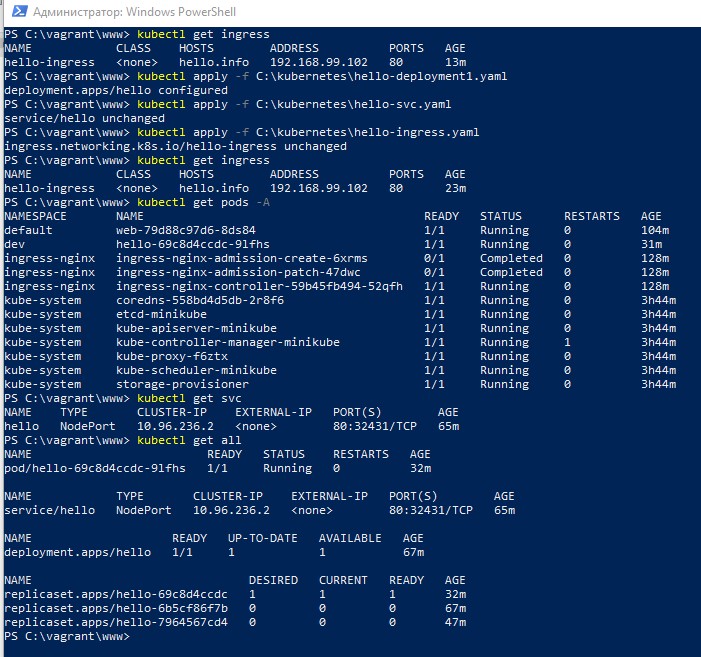 Администратор: Windows PowerShell
PS C:\vagrant\www> kubectl get ingress
NAME CLASS HOSTS ADDRESS PORTS AGE
hello-ingress <none> hello.info 192.168.99.102 80 13m
PS C:\vagrant\www> kubectl apply -f C:\kubernetes\hello-deployment1.yaml
deployment.apps/hello configured
PS C:\vagrant\www> kubectl apply -f C:\kubernetes\hello-svc.yaml
service/hello unchanged
PS C:\vagrant\www> kubectl apply -f C:\kubernetes\hello-ingress.yaml
ingress.networking.k8s.io/hello-ingress unchanged
PS C:\vagrant\www> kubectl get ingress
NAME CLASS HOSTS ADDRESS PORTS AGE
hello-ingress <none> hello.info 192.168.99.102 80 23m
PS C:\vagrant\www> kubectl get pods -A
NAMESPACE NAME READY STATUS RESTARTS AGE
default web-79d88c97d6-8ds84 1/1 Running 0 104m
dev hello-69c8d4ccdc-9lfhs 1/1 Running 0 31m
ingress-nginx ingress-nginx-admission-create-6xrms 0/1 Completed 0 128m
ingress-nginx ingress-nginx-admission-patch-47dwc 0/1 Completed 0 128m
ingress-nginx ingress-nginx-controller-59b45fb494-52qfh 1/1 Running 0 128m
kube-system coredns-558bd4d5db-2r8f6 1/1 Running 0 3h44m
kube-system etcd-minikube 1/1 Running 0 3h44m
kube-system kube-apiserver-minikube 1/1 Running 0 3h44m
kube-system kube-controller-manager-minikube 1/1 Running 1 3h44m
kube-system kube-proxy-f6ztx 1/1 Running 0 3h44m
kube-system kube-scheduler-minikube 1/1 Running 0 3h44m
kube-system storage-provisioner 1/1 Running 0 3h44m
PS C:\vagrant\www> kubectl get svc
NAME TYPE CLUSTER-IP EXTERNAL-IP PORT(S) AGE
hello NodePort 10.96.236.2 <none> 80:32431/TCP 65m
PS C:\vagrant\www> kubectl get all
NAME READY STATUS RESTARTS AGE
pod/hello-69c8d4ccdc-9lfhs 1/1 Running 0 32m
NAME TYPE CLUSTER-IP EXTERNAL-IP PORT(S) AGE
service/hello NodePort 10.96.236.2 <none> 80:32431/TCP 65m
NAME READY UP-TO-DATE AVAILABLE AGE
deployment.apps/hello 1/1 1 1 67m
NAME DESIRED CURRENT READY AGE
replicaset.apps/hello-69c8d4ccdc 1 1 1 32m
replicaset.apps/hello-6b5cf86f7b 0 0 0 67m
replicaset.apps/hello-7964567cd4 0 0 0 47m
PS C:\vagrant\www>